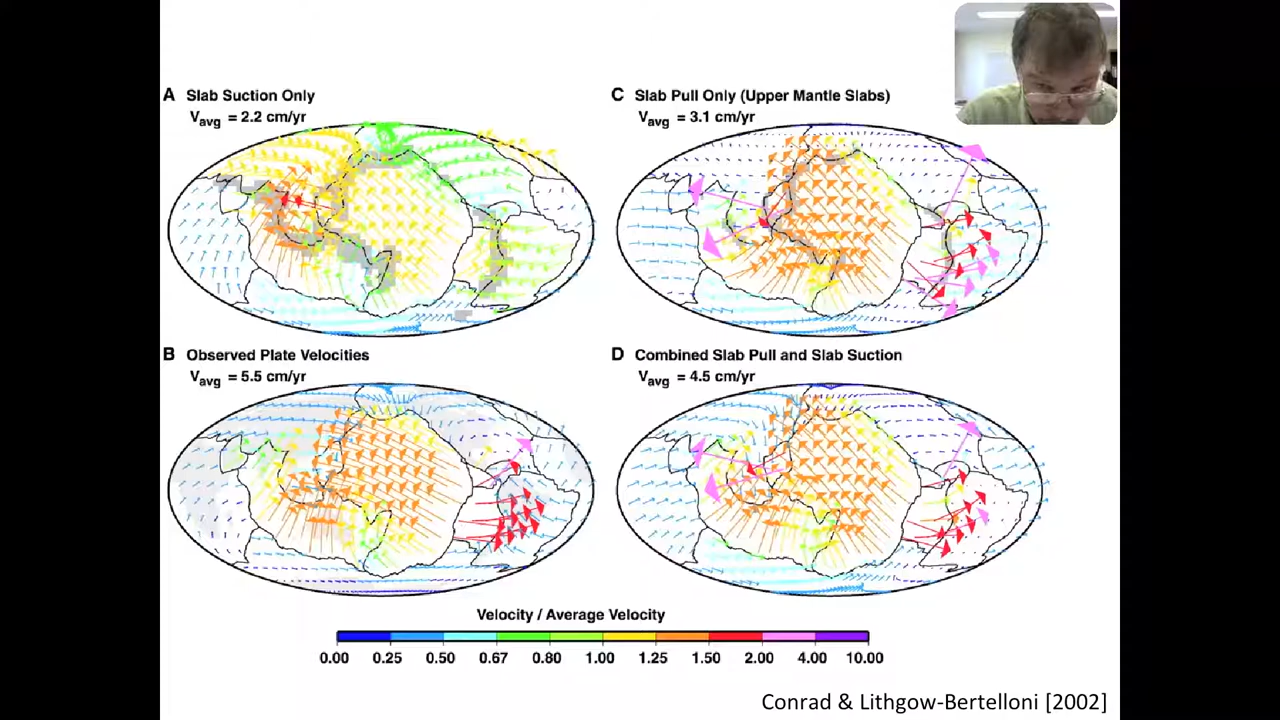 A Slab Suction Only
Vavg = 2.2 cm/yr
C Slab Pull Only (Upper Mantle Slabs)
Vavg = 3.1 cm/yr
B Observed Plate Velocities
Vavg = 5.5 cm/yr
D Combined Slab Pull and Slab Suction
Vavg = 4.5 cm/yr
Velocity / Average Velocity
0.00 0.25 0.50 0.67 0.80 1.00 1.25 1.50 2.00 4.00 10.00
Conrad & Lithgow-Bertelloni [2002]